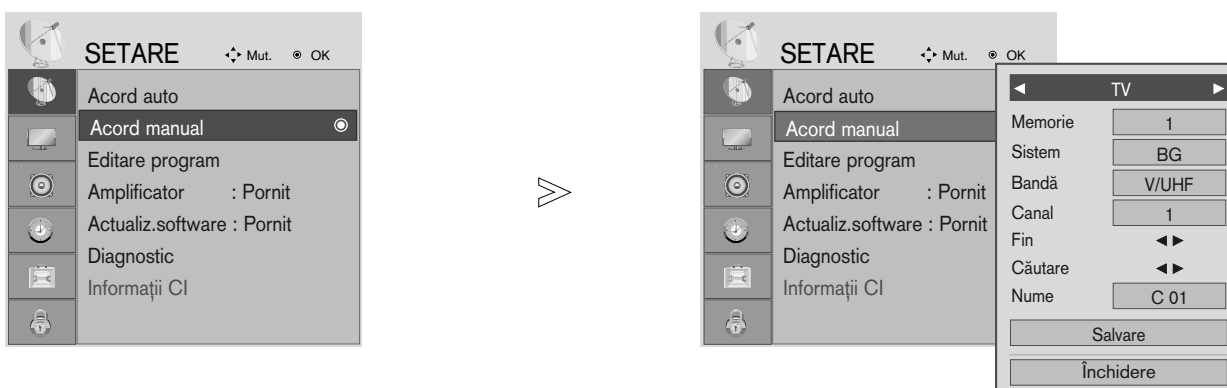 SETARE Mut. OK
Acord auto
Acord manual
Editare program
Amplificator : Pornit
Actualiz.software : Pornit
Diagnostic
Informații CI
SETARE Mut. OK
Acord auto
Acord manual
Editare program
Amplificator : Pornit
Actualiz.software : Pornit
Diagnostic
Informații CI
TV
Memorie 1
Sistem BG
Bandă V/UHF
Canal 1
Fin
Căutare
Nume C 01
Salvare
Închidere